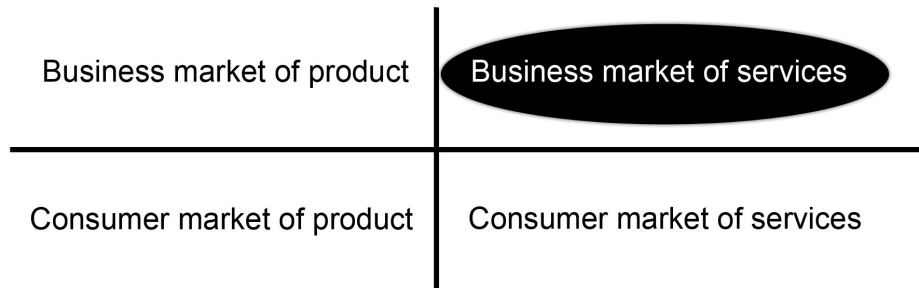 Business market of product
Business market of services
Consumer market of product
Consumer market of services